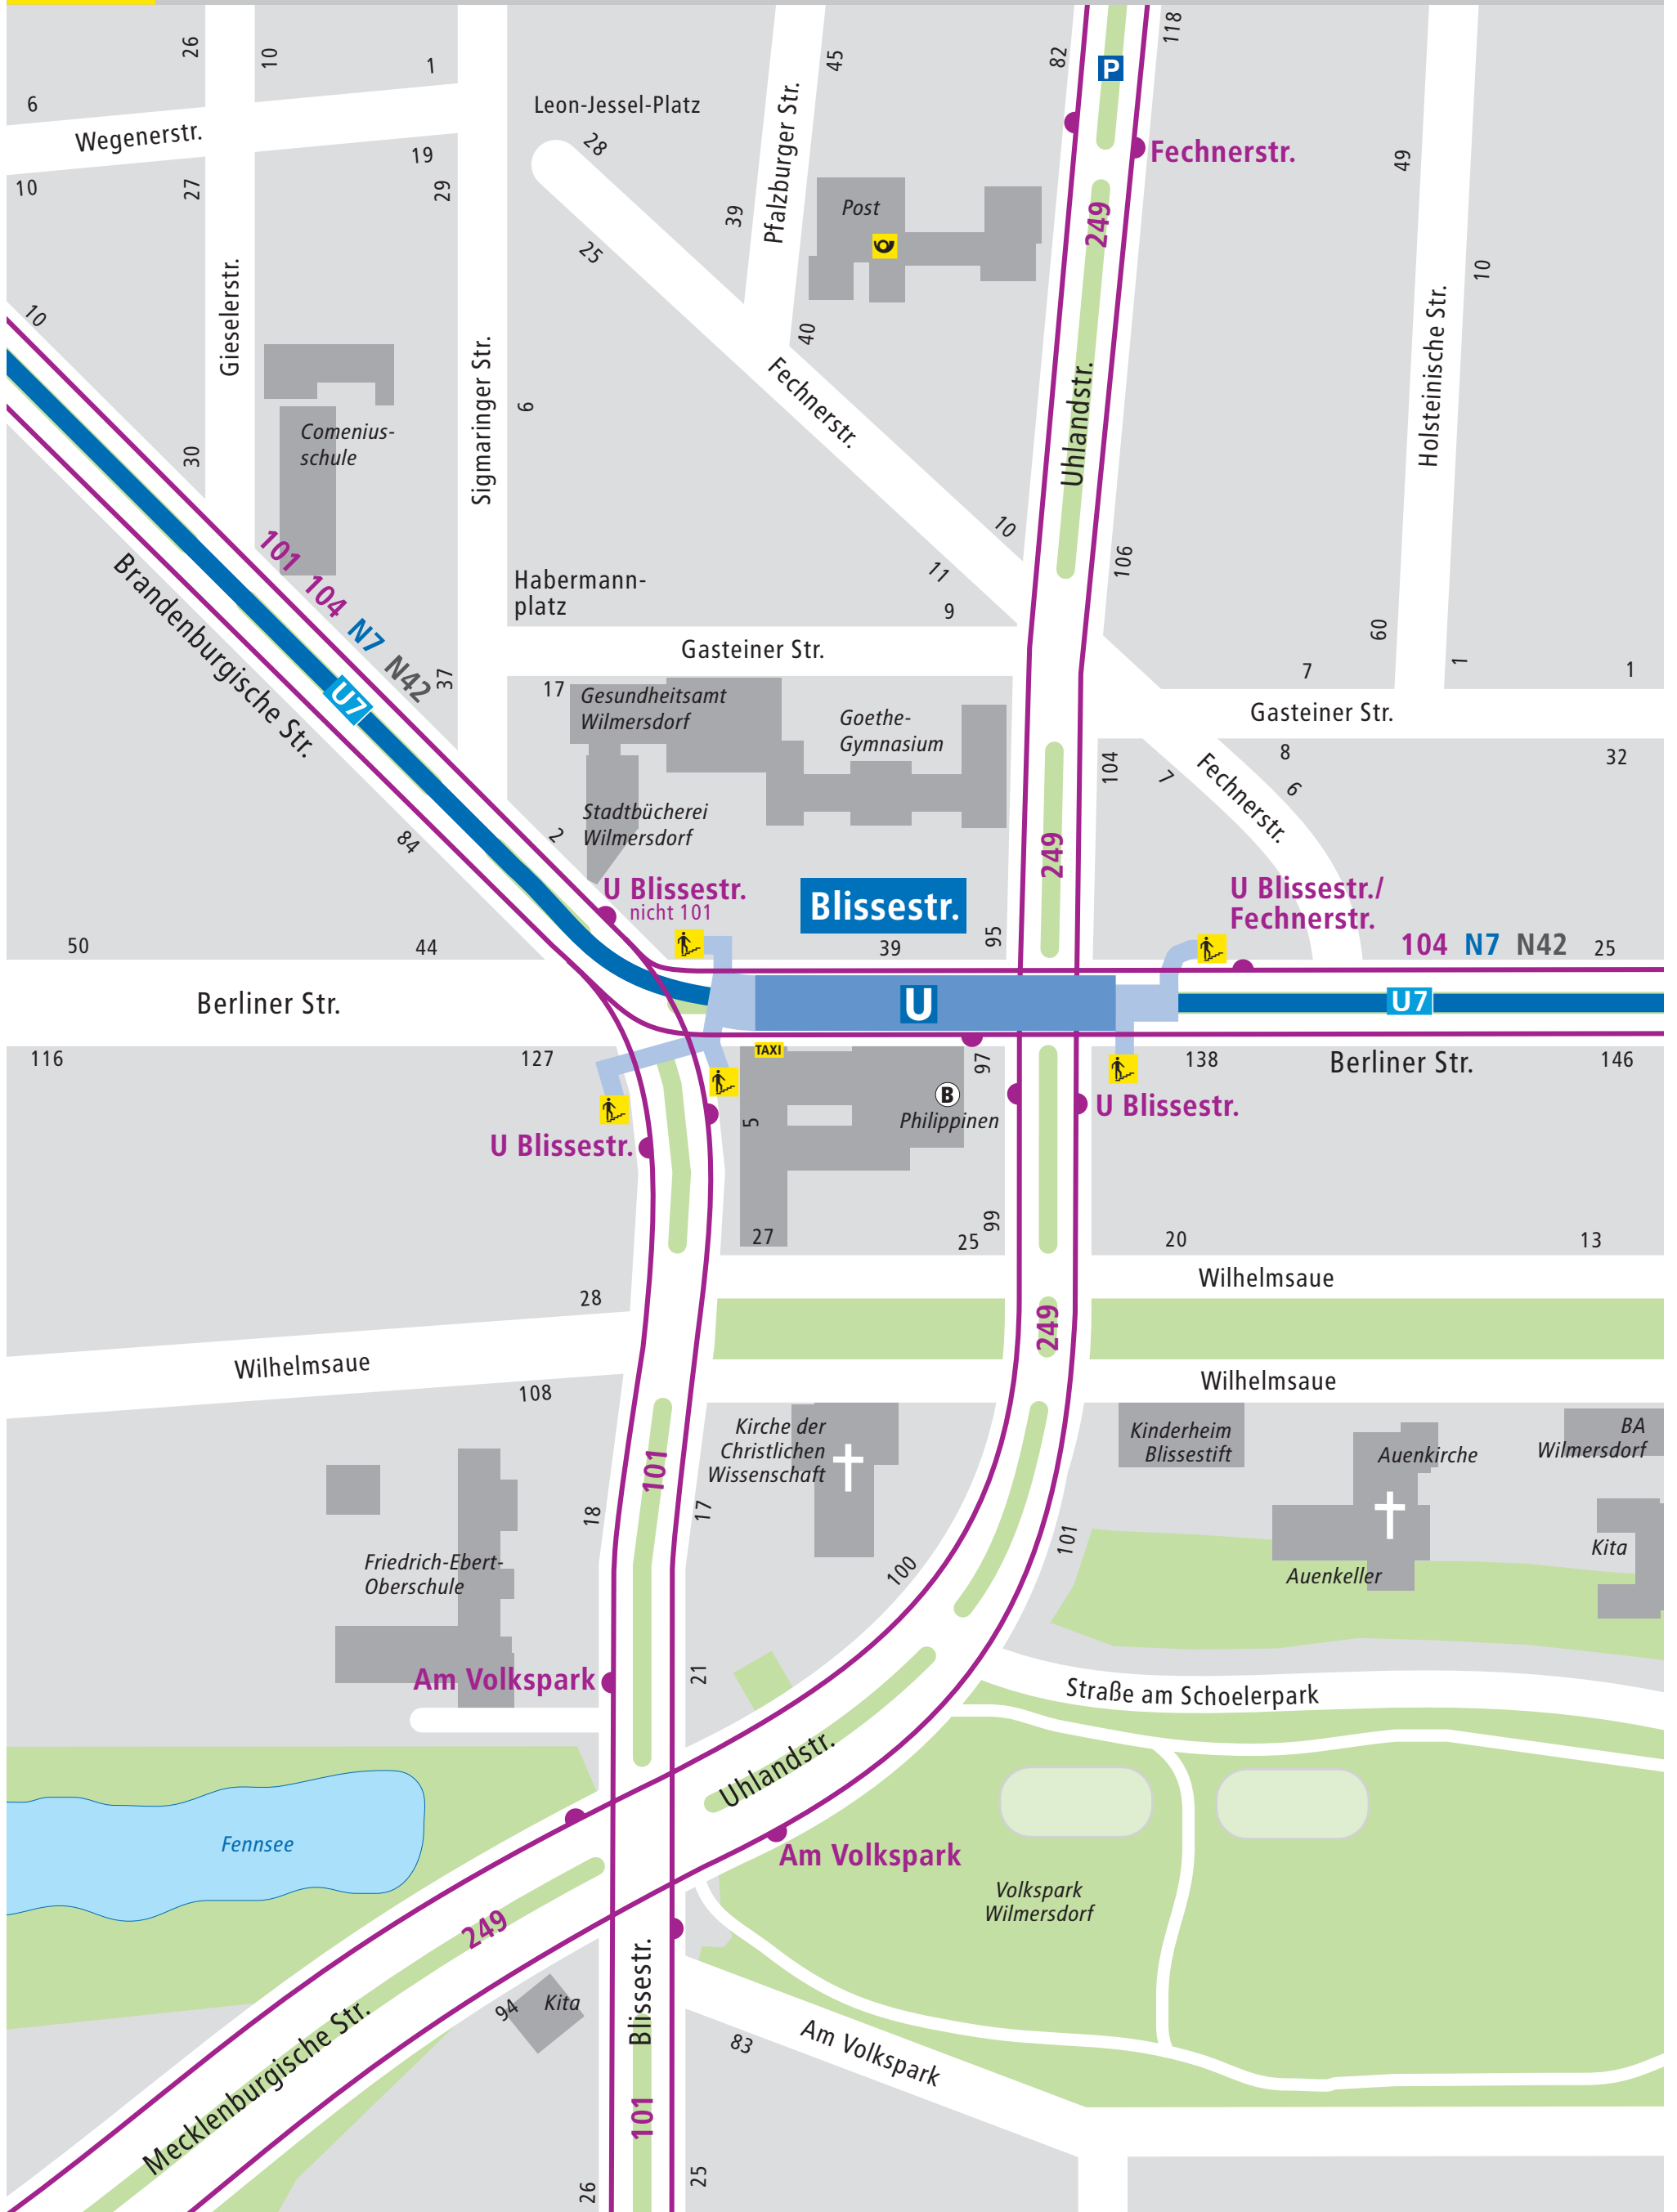 26
10
1
6
Wegenerstr.
19
10
27
29
Leon-Jessel-Platz
28
45
39
Pfalzburger Str.
82
P
118
Fechnerstr.
49
Post
249
25
40
10
Holsteinische Str.
Gieselerstr.
10
Sigmaringer Str.
6
Fechnerstr.
Uhlandstr.
Comenius-
schule
30
10
11
106
9
101 104 N7 N42
Brandenburgische Str.
U7
37
Habermann-
platz
Gasteiner Str.
60
1
7
1
Gasteiner Str.
17
Gesundheitsamt
Wilmersdorf
Goethe-
Gymnasium
104
7
Fechnerstr.
8
6
32
Stadtbücherei
Wilmersdorf
2
84
249
U Blissestr.
nicht 101
Blissestr.
U Blissestr./
Fechnerstr.
50
44
39
95
104 N7 N42
25
Berliner Str.
U
U7
116
127
TAXI
97
138
Berliner Str.
146
B
Philippinen
5
U Blissestr.
U Blissestr.
27
25
99
20
13
Wilhelmsaue
28
249
Wilhelmsaue
108
Wilhelmsaue
Kirche der
Christlichen
Wissenschaft
Kinderheim
Blissestift
Auenkirche
BA
Wilmersdorf
101
18
17
100
101
Kita
Friedrich-Ebert-
Oberschule
Auenkeller
Am Volkspark
21
Straße am Schoelerpark
Uhlandstr.
Fennsee
Am Volkspark
Volkspark
Wilmersdorf
249
94
Kita
Blissestr.
83
Am Volkspark
Mecklenburgische Str.
101
26
25